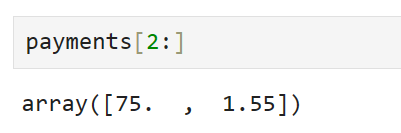 payments[2:]
array([75.  ,  1.55])